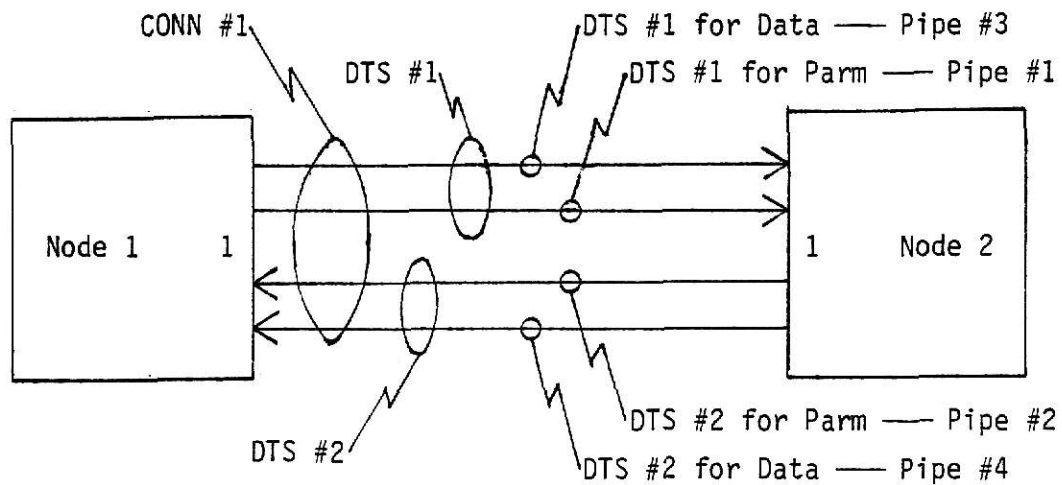 CONN #1
DTS #1 for Data — Pipe #3
DTS #1
DTS #1 for Parm — Pipe #1
Node 1 1
1 Node 2
DTS #2 for Parm — Pipe #2
DTS #2
DTS #2 for Data — Pipe #4